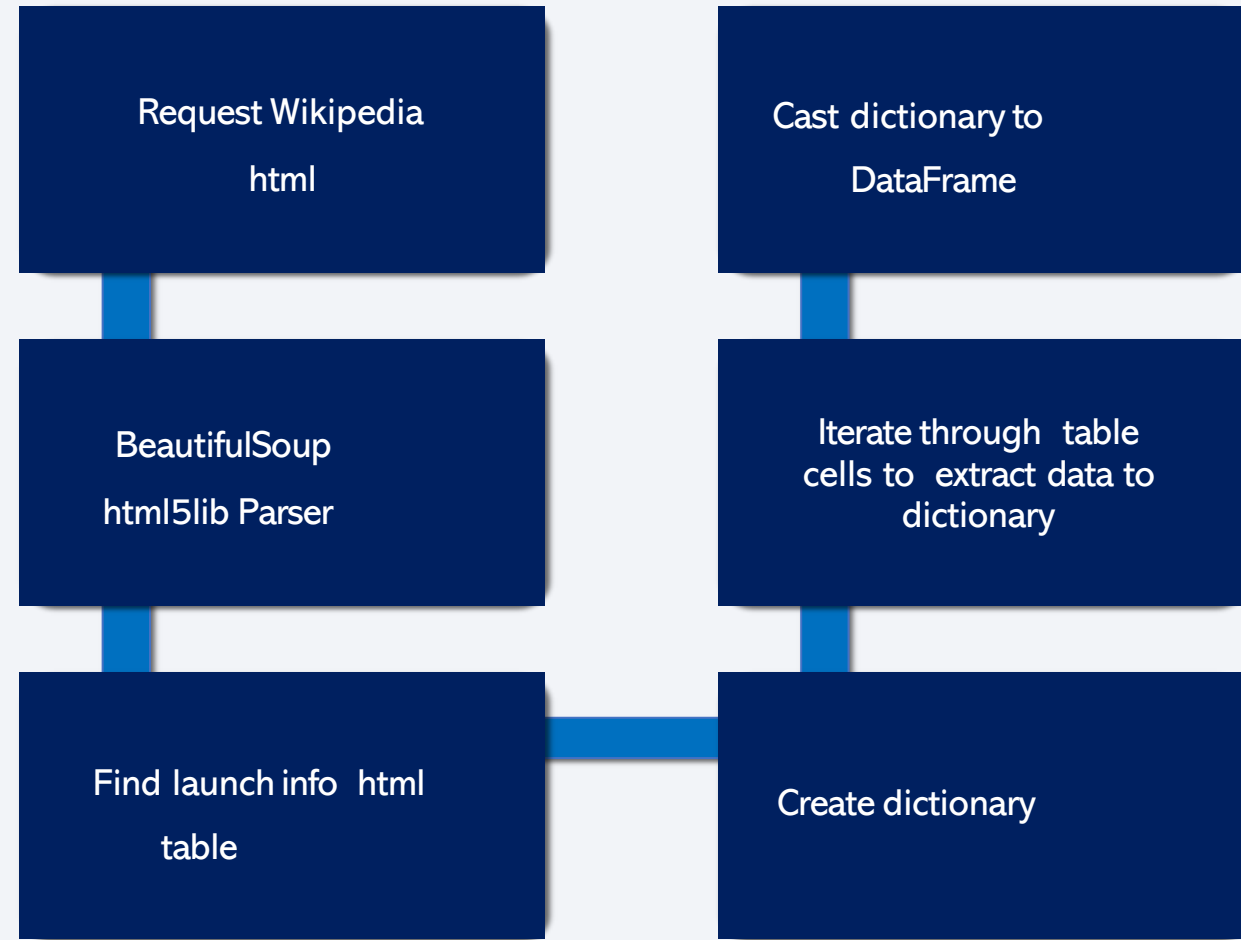 Request Wikipedia
html
BeautifulSoup
html5lib Parser
Find launch info html
table
Create dictionary
Iterate through table
cells to extract data to
dictionary
Cast dictionary to
DataFrame